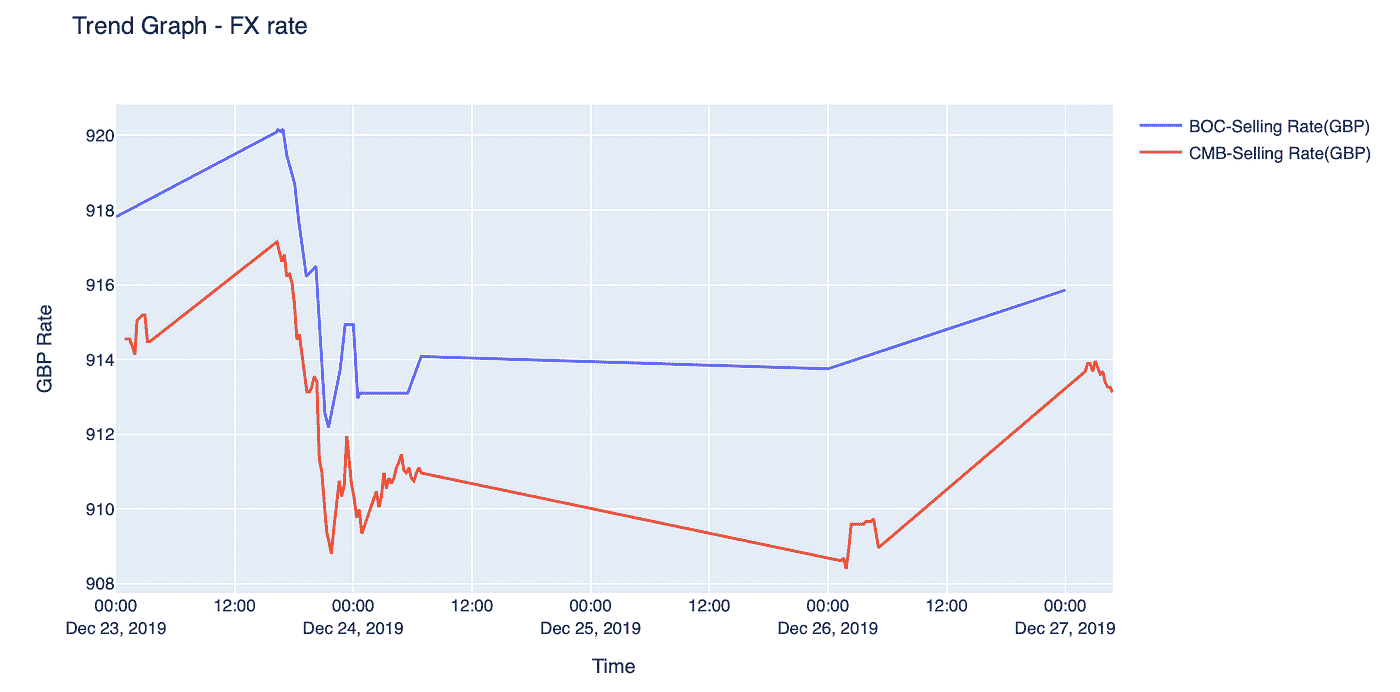 Trend Graph - FX rate
BOC-Selling Rate(GBP)
CMB-Selling Rate(GBP)
920
918
916
914
912
910
908
GBP Rate
00:00 12:00 00:00 12:00 00:00 12:00 00:00 12:00 00:00
Dec 23, 2019 Dec 24, 2019 Dec 25, 2019 Dec 26, 2019 Dec 27, 2019
Time